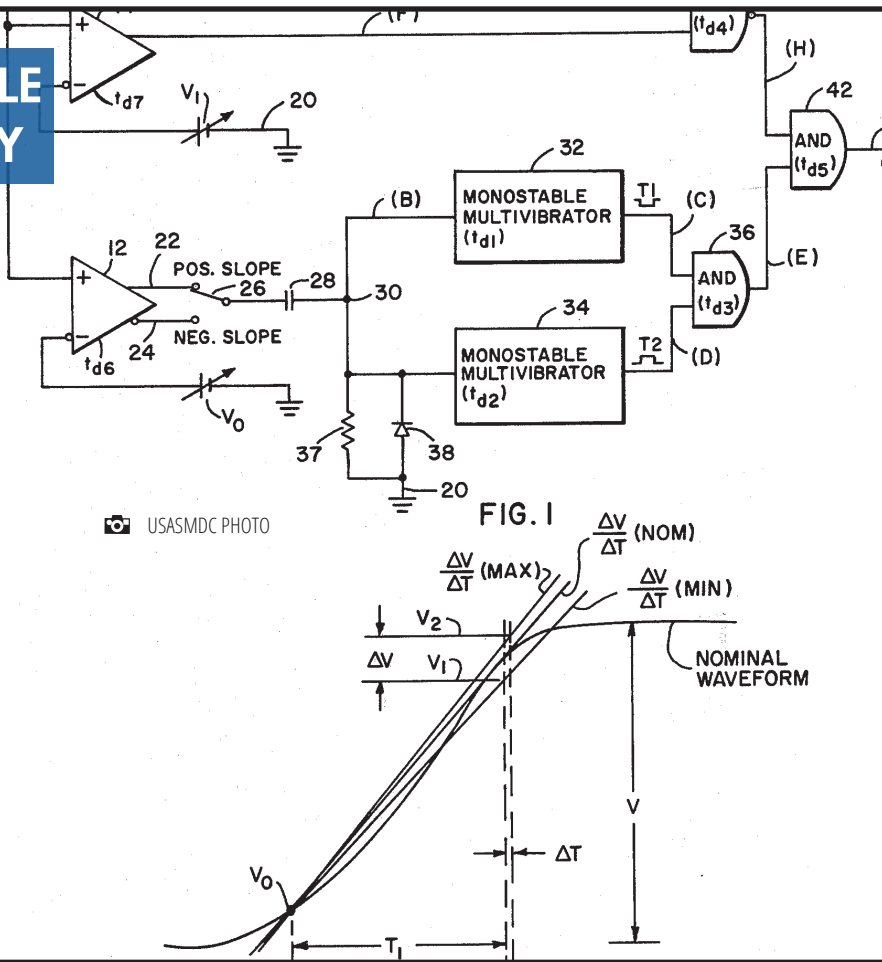 (F)
(td4)
+
−
td7
LE
Y
V1
20
(H)
42
AND
(td5)
32
MONOSTABLE
MULTIVIBRATOR
(td1)
T1
(C)
(B)
36
AND
(td3)
(E)
12
22
POS. SLOPE
26
28
30
+
−
24
NEG. SLOPE
td6
V0
34
MONOSTABLE
MULTIVIBRATOR
(td2)
T2
(D)
37
38
20
USASMDC PHOTO
FIG. 1
ΔV
ΔT (MAX)
ΔV
ΔT (NOM)
ΔV
ΔT (MIN)
V2
ΔV
V1
NOMINAL
WAVEFORM
V
ΔT
V0
T1